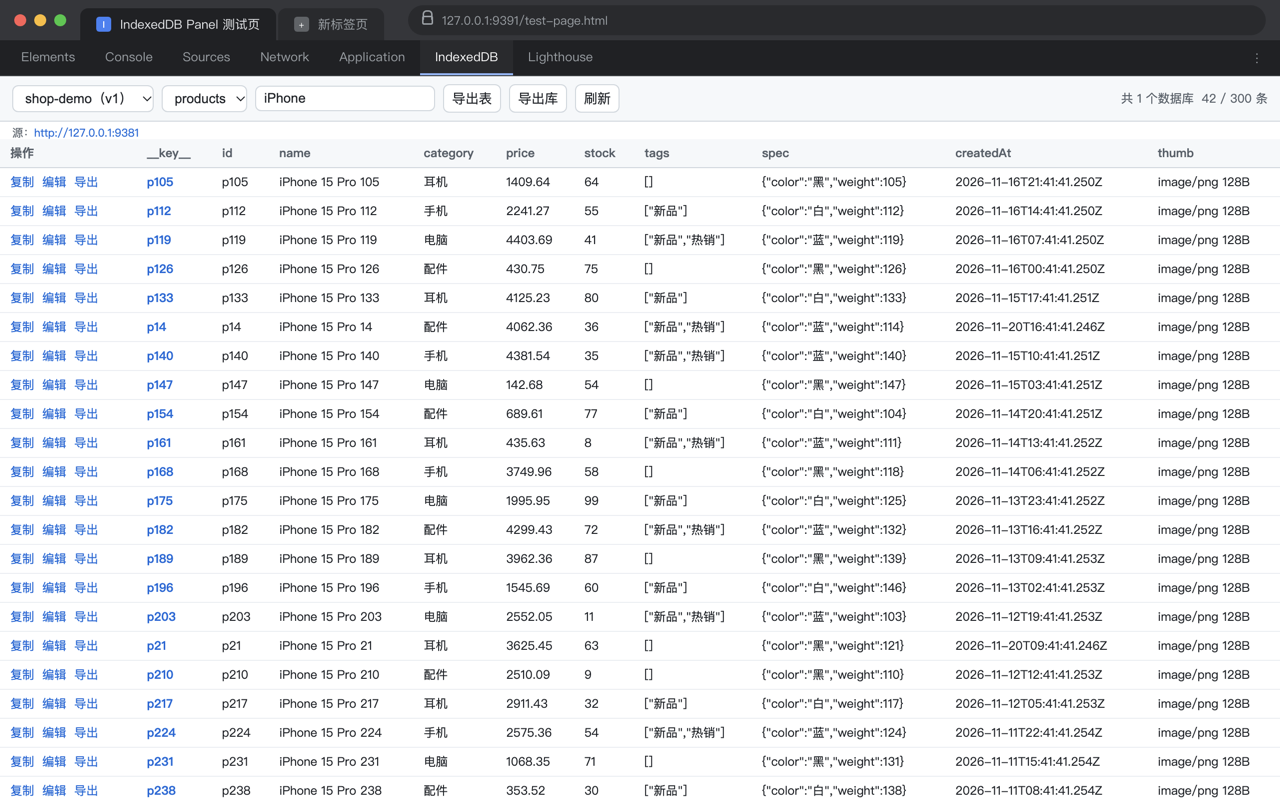 IndexedDB Panel 测试页 新标签页 127.0.0.1:9391/test-page.html
Elements Console Sources Network Application IndexedDB Lighthouse
shop-demo（v1） products iPhone 导出表 导出库 刷新 共 1 个数据库 42 / 300 条
源: http://127.0.0.1:9381
操作 __key__ id name category price stock tags spec createdAt thumb
复制 编辑 导出 p105 p105 iPhone 15 Pro 105 耳机 1409.64 64 [] {"color":"黑","weight":105} 2026-11-16T21:41:41.250Z image/png 128B
复制 编辑 导出 p112 p112 iPhone 15 Pro 112 手机 2241.27 55 ["新品"] {"color":"白","weight":112} 2026-11-16T14:41:41.250Z image/png 128B
复制 编辑 导出 p119 p119 iPhone 15 Pro 119 电脑 4403.69 41 ["新品","热销"] {"color":"蓝","weight":119} 2026-11-16T07:41:41.250Z image/png 128B
复制 编辑 导出 p126 p126 iPhone 15 Pro 126 配件 430.75 75 [] {"color":"黑","weight":126} 2026-11-16T00:41:41.250Z image/png 128B
复制 编辑 导出 p133 p133 iPhone 15 Pro 133 耳机 4125.23 80 ["新品"] {"color":"白","weight":133} 2026-11-15T17:41:41.251Z image/png 128B
复制 编辑 导出 p14 p14 iPhone 15 Pro 14 配件 4062.36 36 ["新品","热销"] {"color":"蓝","weight":114} 2026-11-20T16:41:41.246Z image/png 128B
复制 编辑 导出 p140 p140 iPhone 15 Pro 140 手机 4381.54 35 ["新品","热销"] {"color":"蓝","weight":140} 2026-11-15T10:41:41.251Z image/png 128B
复制 编辑 导出 p147 p147 iPhone 15 Pro 147 电脑 142.68 54 [] {"color":"黑","weight":147} 2026-11-15T03:41:41.251Z image/png 128B
复制 编辑 导出 p154 p154 iPhone 15 Pro 154 配件 689.61 77 ["新品"] {"color":"白","weight":104} 2026-11-14T20:41:41.251Z image/png 128B
复制 编辑 导出 p161 p161 iPhone 15 Pro 161 耳机 435.63 8 ["新品","热销"] {"color":"蓝","weight":111} 2026-11-14T13:41:41.252Z image/png 128B
复制 编辑 导出 p168 p168 iPhone 15 Pro 168 手机 3749.96 58 [] {"color":"黑","weight":118} 2026-11-14T06:41:41.252Z image/png 128B
复制 编辑 导出 p175 p175 iPhone 15 Pro 175 电脑 1995.95 99 ["新品"] {"color":"白","weight":125} 2026-11-13T23:41:41.252Z image/png 128B
复制 编辑 导出 p182 p182 iPhone 15 Pro 182 配件 4299.43 72 ["新品","热销"] {"color":"蓝","weight":132} 2026-11-13T16:41:41.252Z image/png 128B
复制 编辑 导出 p189 p189 iPhone 15 Pro 189 耳机 3962.36 87 [] {"color":"黑","weight":139} 2026-11-13T09:41:41.253Z image/png 128B
复制 编辑 导出 p196 p196 iPhone 15 Pro 196 手机 1545.69 60 ["新品"] {"color":"白","weight":146} 2026-11-13T02:41:41.253Z image/png 128B
复制 编辑 导出 p203 p203 iPhone 15 Pro 203 电脑 2552.05 11 ["新品","热销"] {"color":"蓝","weight":103} 2026-11-12T19:41:41.253Z image/png 128B
复制 编辑 导出 p21 p21 iPhone 15 Pro 21 耳机 3625.45 63 [] {"color":"黑","weight":121} 2026-11-20T09:41:41.246Z image/png 128B
复制 编辑 导出 p210 p210 iPhone 15 Pro 210 配件 2510.09 9 [] {"color":"黑","weight":110} 2026-11-12T12:41:41.253Z image/png 128B
复制 编辑 导出 p217 p217 iPhone 15 Pro 217 耳机 2911.43 32 ["新品"] {"color":"白","weight":117} 2026-11-12T05:41:41.253Z image/png 128B
复制 编辑 导出 p224 p224 iPhone 15 Pro 224 手机 2575.36 54 ["新品","热销"] {"color":"蓝","weight":124} 2026-11-11T22:41:41.254Z image/png 128B
复制 编辑 导出 p231 p231 iPhone 15 Pro 231 电脑 1068.35 71 [] {"color":"黑","weight":131} 2026-11-11T15:41:41.254Z image/png 128B
复制 编辑 导出 p238 p238 iPhone 15 Pro 238 配件 353.52 30 ["新品"] {"color":"白","weight":138} 2026-11-11T08:41:41.254Z image/png 128B